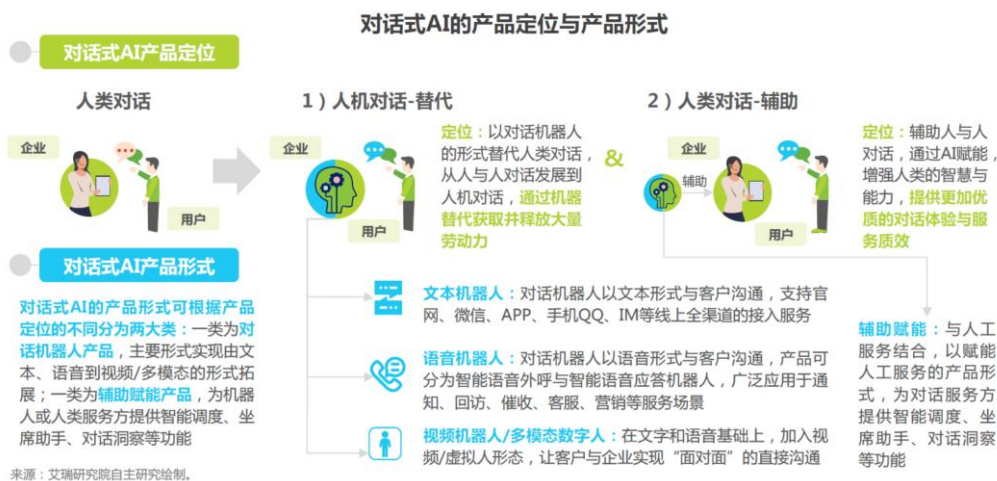 对话式AI的产品定位与产品形式
对话式AI产品定位
人类对话
企业
用户
1）人机对话-替代
企业
用户
定位：以对话机器人
的形式替代人类对话，
从人与人对话发展到
人机对话，通过机器
替代获取并释放大量
劳动力
&
2）人类对话-辅助
企业
辅助
用户
定位：辅助人与人
对话，通过AI赋能，
增强人类的智慧与
能力，提供更加优
质的对话体验与服
务质效
对话式AI产品形式
对话式AI的产品形式可根据产品
定位的不同分为两大类：一类为对
话机器人产品，主要形式实现由文
本、语音到视频/多模态的形式拓
展；一类为辅助赋能产品，为机器
人或人类服务方提供智能调度、坐
席助手、对话洞察等功能
文本机器人：对话机器人以文本形式与客户沟通，支持官
网、微信、APP、手机QQ、IM等线上全渠道的接入服务
语音机器人：对话机器人以语音形式与客户沟通，产品可
分为智能语音外呼与智能语音应答机器人，广泛应用于通
知、回访、催收、客服、营销等服务场景
视频机器人/多模态数字人：在文字和语音基础上，加入视
频/虚拟人形态，让客户与企业实现“面对面”的直接沟通
辅助赋能：与人工
服务结合，以赋能
人工服务的产品形
式，为对话服务方
提供智能调度、坐
席助手、对话洞察
等功能
来源：艾瑞研究院自主研究绘制。